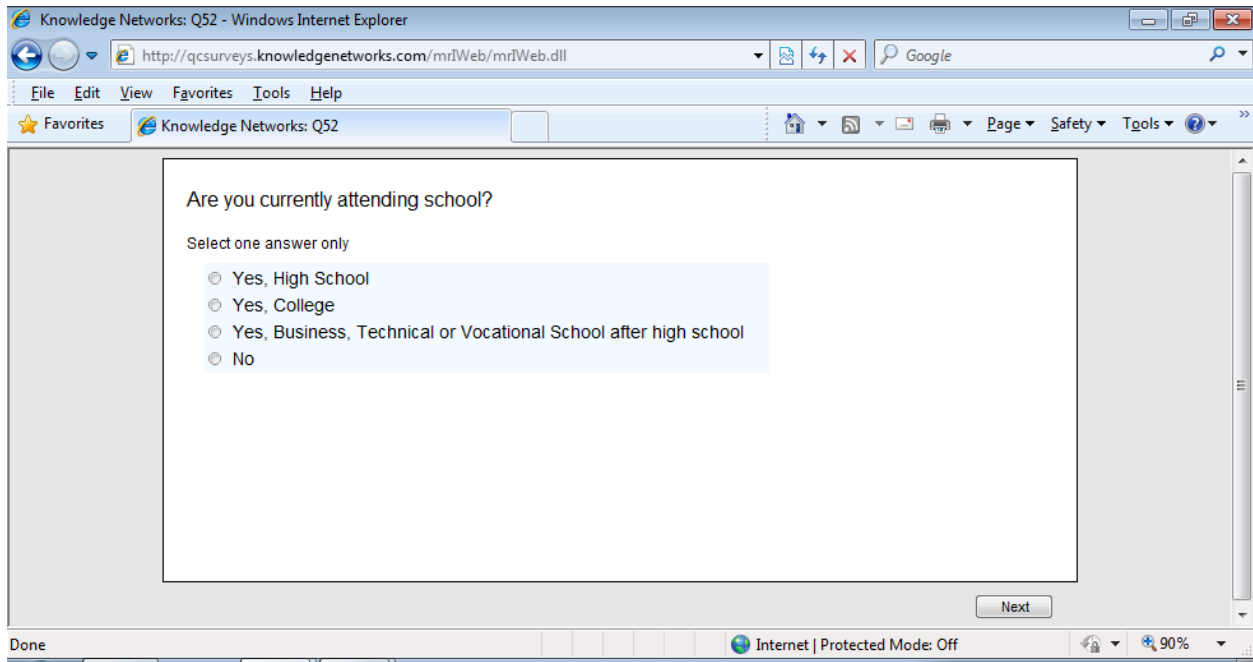 Knowledge Networks: Q52 - Windows Internet Explorer
http://qcsurveys.knowledgenetworks.com/mrIWeb/mrIWeb.dll
Google
File Edit View Favorites Tools Help
Favorites Knowledge Networks: Q52 Page Safety Tools
Are you currently attending school?
Select one answer only
Yes, High School
Yes, College
Yes, Business, Technical or Vocational School after high school
No
Next
Done Internet | Protected Mode: Off 90%